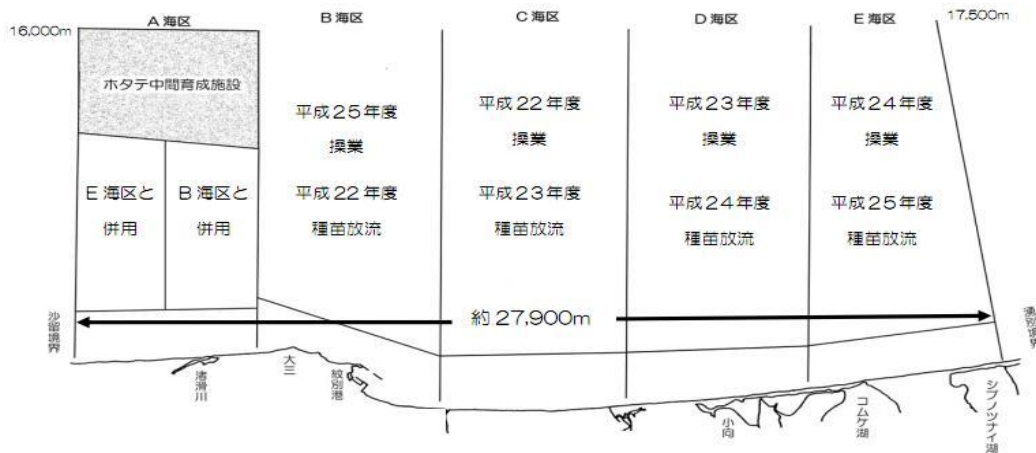 A海区
B海区
C海区
D海区
E海区
16,000m
17,500m
ホタテ中間育成施設
E海区と
併用
B海区と
併用
平成25年度
操業
平成22年度
種苗放流
平成22年度
操業
平成23年度
種苗放流
平成23年度
操業
平成24年度
種苗放流
平成24年度
操業
平成25年度
種苗放流
約27,900m
沙留境界
湧別境界
渚滑川
大三
紋別港
小向
コムケ湖
シブノツナイ湖